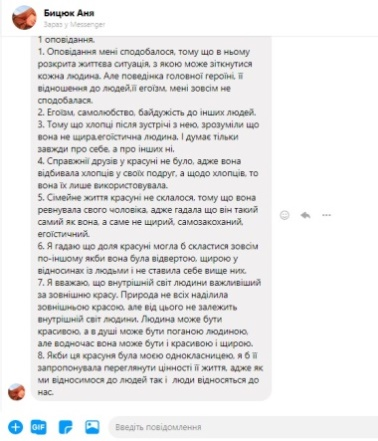 Бицюк Аня
Зараз у Messenger
1 оповідання.
1. Оповідання мені сподобалося, тому що в ньому
розкрита життєва ситуація, з якою може зіткнутися
кожна людина. Але поведінка головної героїні, її
відношення до людей,її егоїзм, мені зовсім не
сподобалася.
2. Егоїзм, самолюбство, байдужість до інших людей.
3. Тому що хлопці після зустрічі з нею, зрозуміли що
вона не щира,егоїстична людина. І думає тільки
завжди про себе, а про інших ні.
4. Справжнії друзів у красуні не було, адже вона
відбивала хлопців у своїх подруг, а щодо хлопців, то
вона їх лише використовувала.
5. Сімейне життя красуні не склалося, тому що вона
ревнувала свого чоловіка, адже гадала що він такий
самий як вона, а саме не щирий, самозакоханий,
егоїстичний.
6. Я гадаю що доля красуні могла б скластися зовсім
по-іншому якби вона була відвертою, щирою у
відносинах із людьми і не ставила себе вище них.
7. Я вважаю, що внутрішній світ людини важливіший
за зовнішню красу. Природа не всіх наділила
зовнішньою красою, але від цього не залежить
внутрішній світ людини. Людина може бути
красивою, а в душі може бути поганою людиною,
але водночас вона може бути і красивою і щирою.
8. Якби ця красуня була моєю однокласницею, я б її
запропонувала переглянути цінності її життя, адже як
ми відносимося до людей так і люди відносяться до
нас.
GIF
Введіть повідомлення